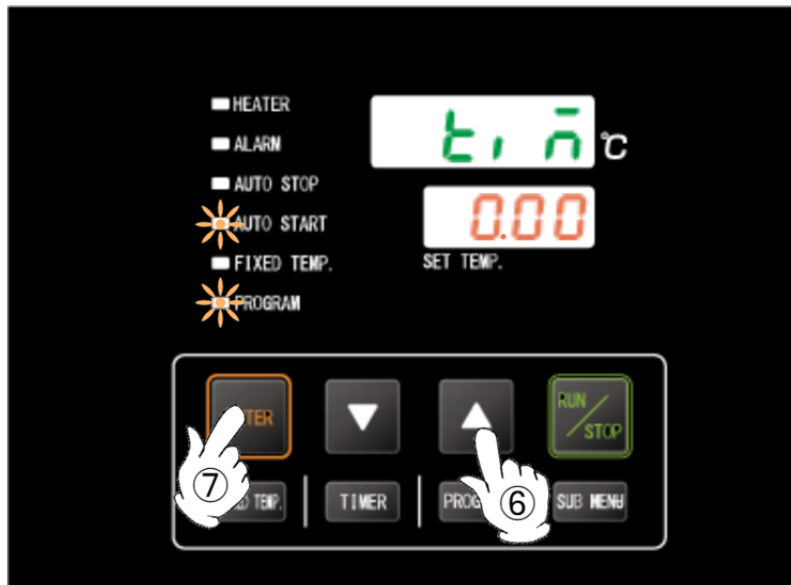 HEATER
ALARM
AUTO STOP
AUTO START
FIXED TEMP.
PROGRAM
tim
℃
0.00
SET TEMP.
RUN/STOP
⑦
⑥
TEMP.
TIMER
SUB MENU